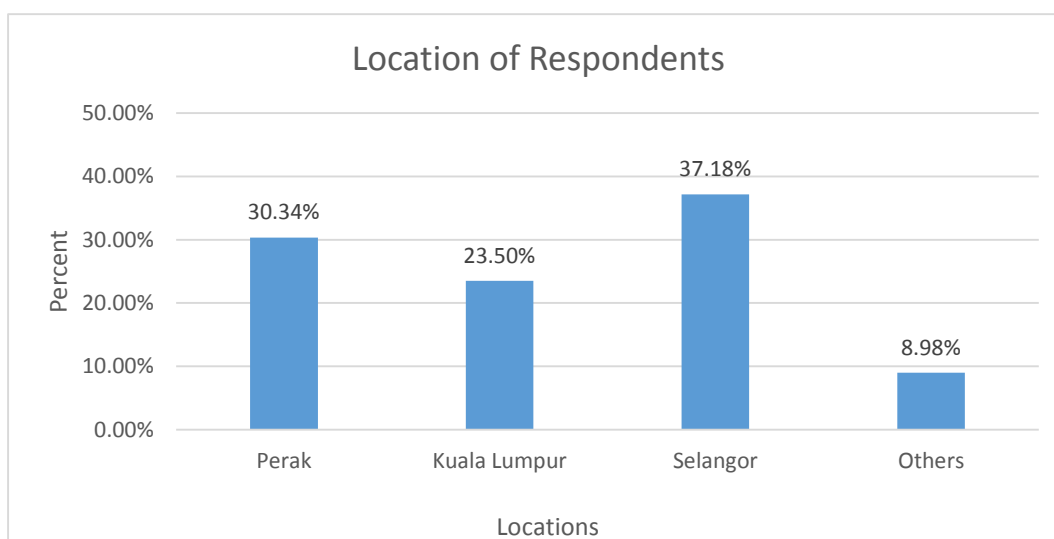 Location of Respondents
50.00%
40.00%
30.00%
20.00%
10.00%
0.00%
Percent
30.34%
23.50%
37.18%
8.98%
Perak
Kuala Lumpur
Selangor
Others
Locations